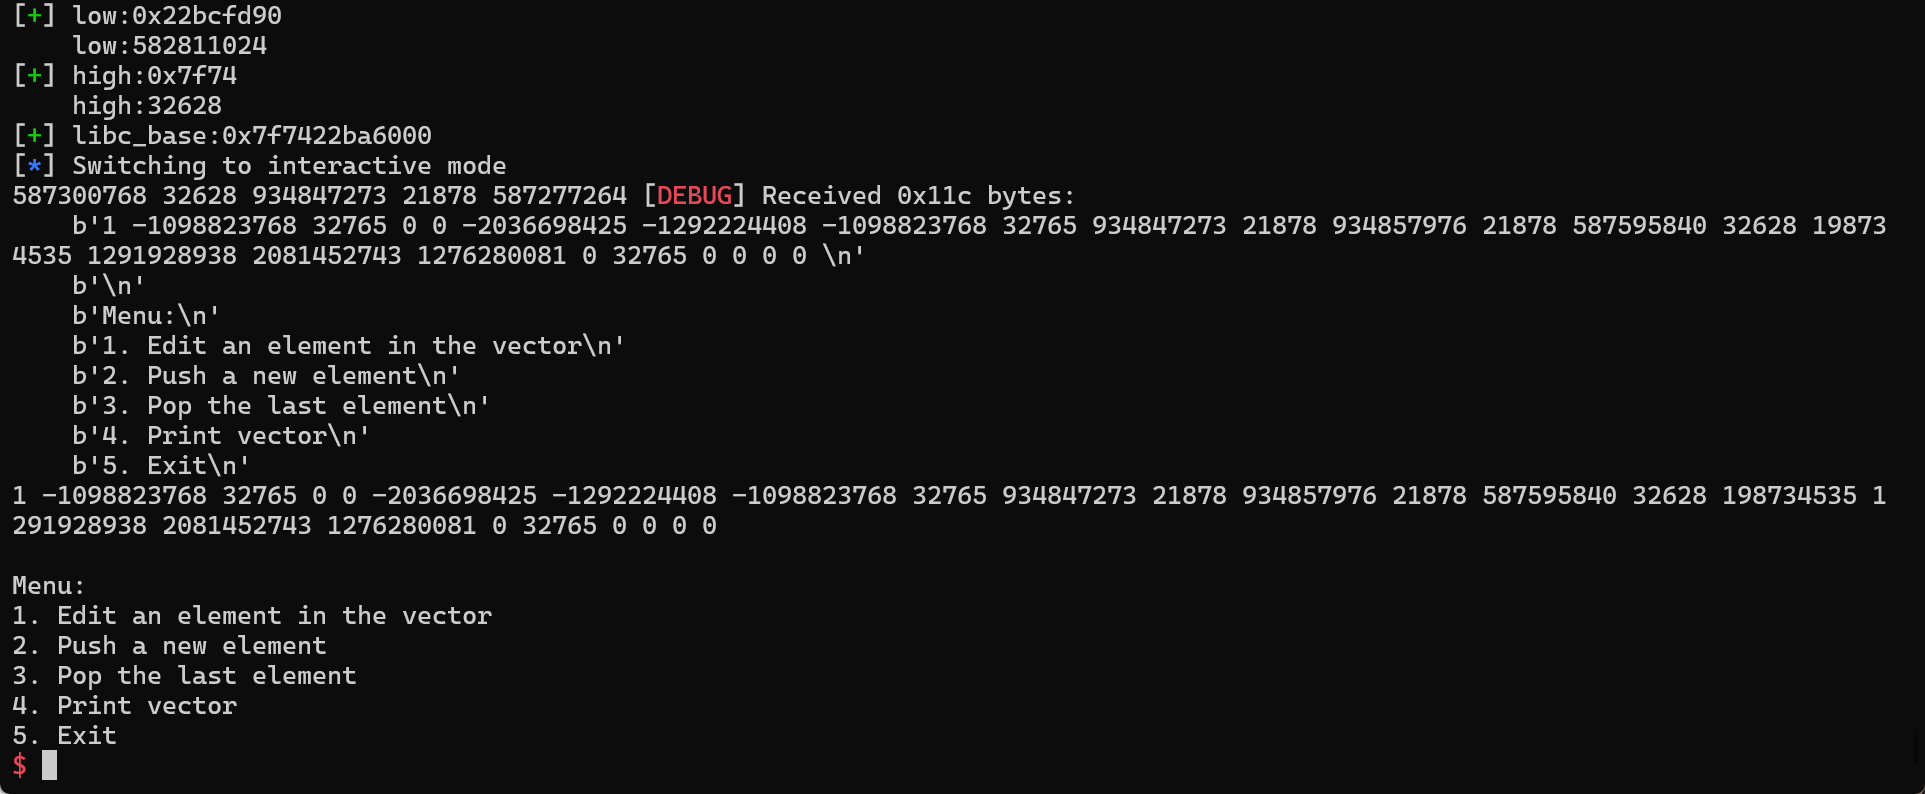 [+] low:0x22bcfd90
    low:582811024
[+] high:0x7f74
    high:32628
[+] libc_base:0x7f7422ba6000
[*] Switching to interactive mode
587300768 32628 934847273 21878 587277264 [DEBUG] Received 0x11c bytes:
    b'1 -1098823768 32765 0 0 -2036698425 -1292224408 -1098823768 32765 934847273 21878 934857976 21878 587595840 32628 19873
4535 1291928938 2081452743 1276280081 0 32765 0 0 0 0 \n'
    b'\n'
    b'Menu:\n'
    b'1. Edit an element in the vector\n'
    b'2. Push a new element\n'
    b'3. Pop the last element\n'
    b'4. Print vector\n'
    b'5. Exit\n'
1 -1098823768 32765 0 0 -2036698425 -1292224408 -1098823768 32765 934847273 21878 934857976 21878 587595840 32628 198734535 1
291928938 2081452743 1276280081 0 32765 0 0 0 0

Menu:
1. Edit an element in the vector
2. Push a new element
3. Pop the last element
4. Print vector
5. Exit
$